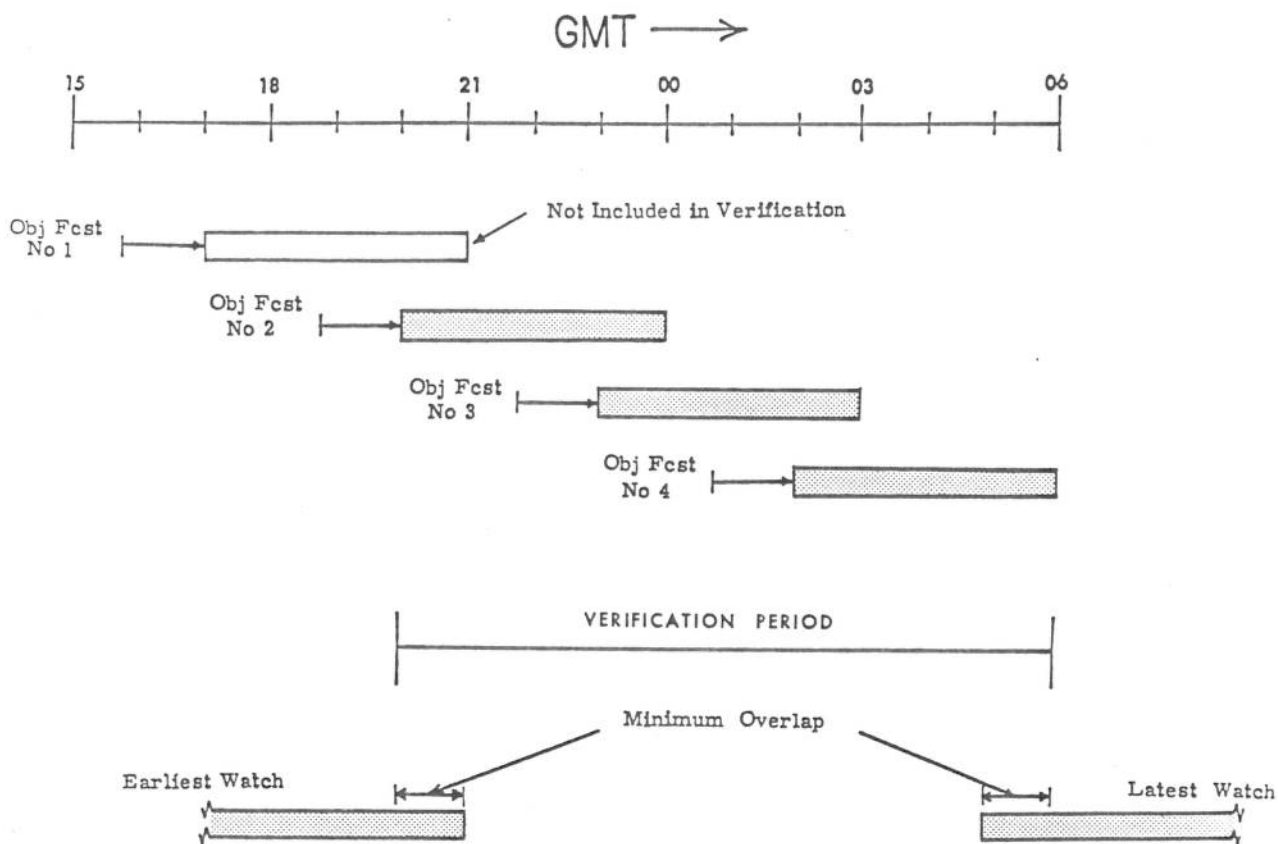 GMT
15 18 21 00 03 06
Not Included in Verification
Obj Fcst
No 1
Obj Fcst
No 2
Obj Fcst
No 3
Obj Fcst
No 4
VERIFICATION PERIOD
Minimum Overlap
Earliest Watch
Latest Watch